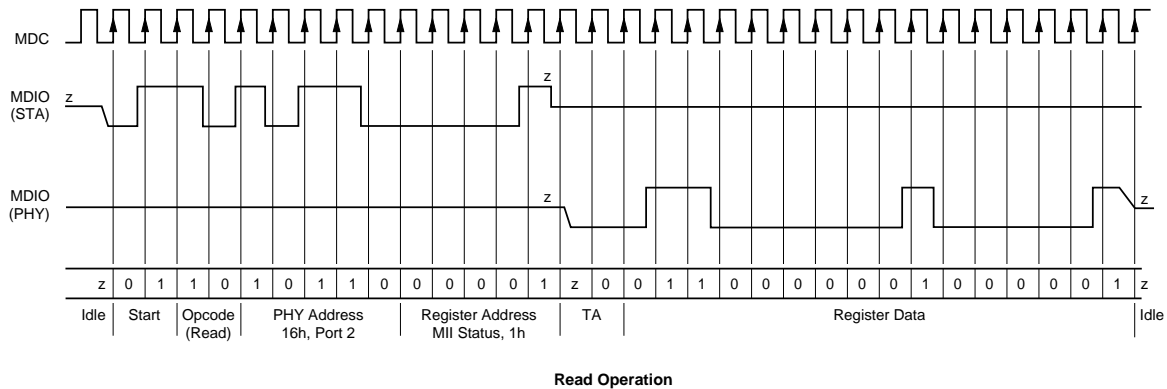 MDC
z
z
MDIO
(STA)
MDIO
(PHY)
z
z
z 0 1 1 0 1 0 1 1 0 0 0 0 0 1 z 0 0 1 1 0 0 0 0 0 0 1 0 0 0 0 0 1 z
Idle Start Opcode PHY Address Register Address TA Register Data Idle
(Read) 16h, Port 2 MII Status, 1h
Read Operation